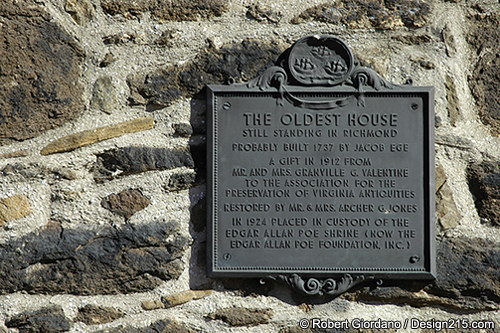 THE OLDEST HOUSE
STILL STANDING IN RICHMOND
PROBABLY BUILT 1737 BY JACOB EGE
A GIFT IN 1912 FROM
MR. AND MRS. GRANVILLE G. VALENTINE
TO THE ASSOCIATION FOR THE
PRESERVATION OF VIRGINIA ANTIQUITIES
RESTORED BY MR. & MRS. ARCHER G. JONES
IN 1924 PLACED IN CUSTODY OF THE
EDGAR ALLAN POE SHRINE (NOW THE
EDGAR ALLAN POE FOUNDATION, INC.)
© Robert Giordano / Design215.com